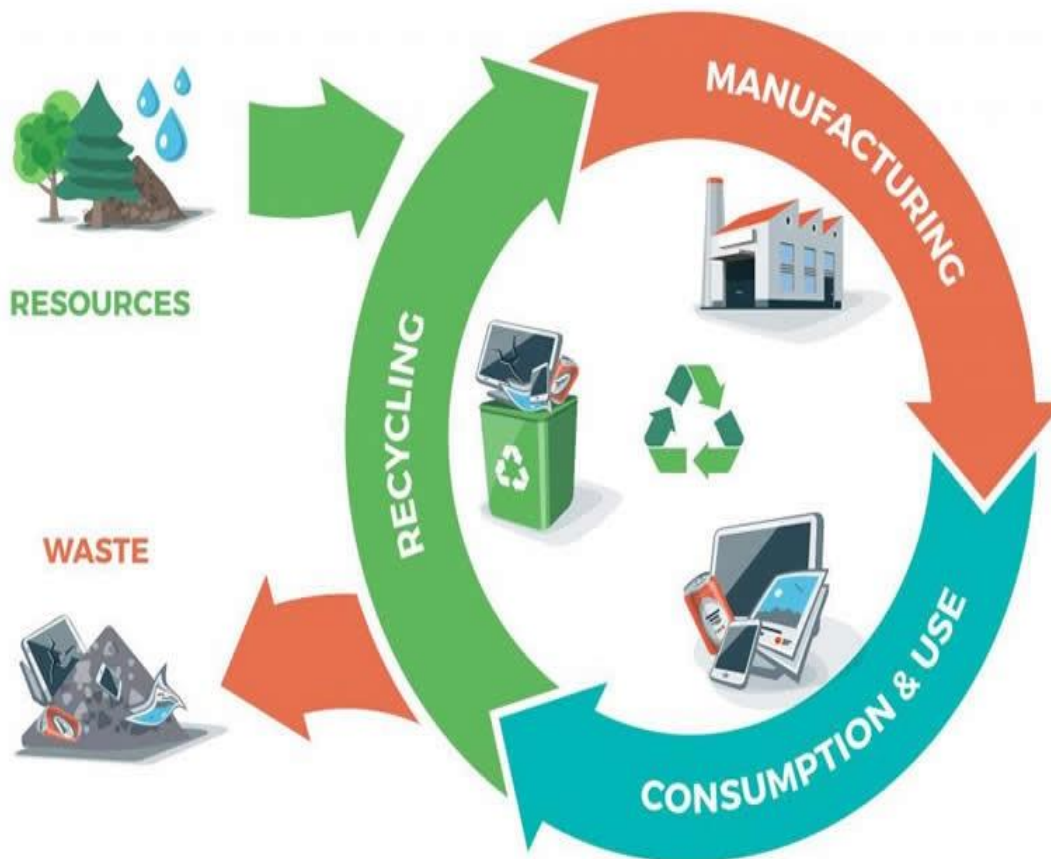 RESOURCES
MANUFACTURING
RECYCLING
WASTE
CONSUMPTION & USE